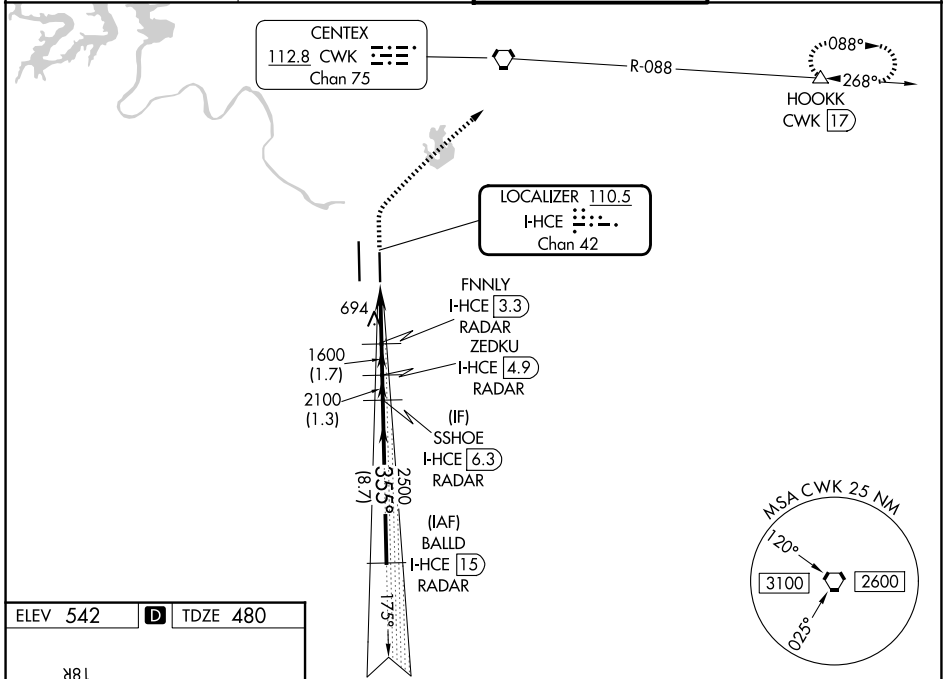 CENTEX
112.8 CWK
Chan 75
R-088
088°
268°
HOOKK
CWK 17
LOCALIZER 110.5
I-HCE
Chan 42
FNNLY
I-HCE 3.3
RADAR
694
ZEDKU
I-HCE 4.9
RADAR
1600
(1.7)
2100
(1.3)
(IF)
SSHOE
I-HCE 6.3
RADAR
2500
355°
(8.7)
(IAF)
BALLD
I-HCE 15
RADAR
175°
MSA CWK 25 NM
120°
3100
2600
025°
ELEV 542 D TDZE 480
18R